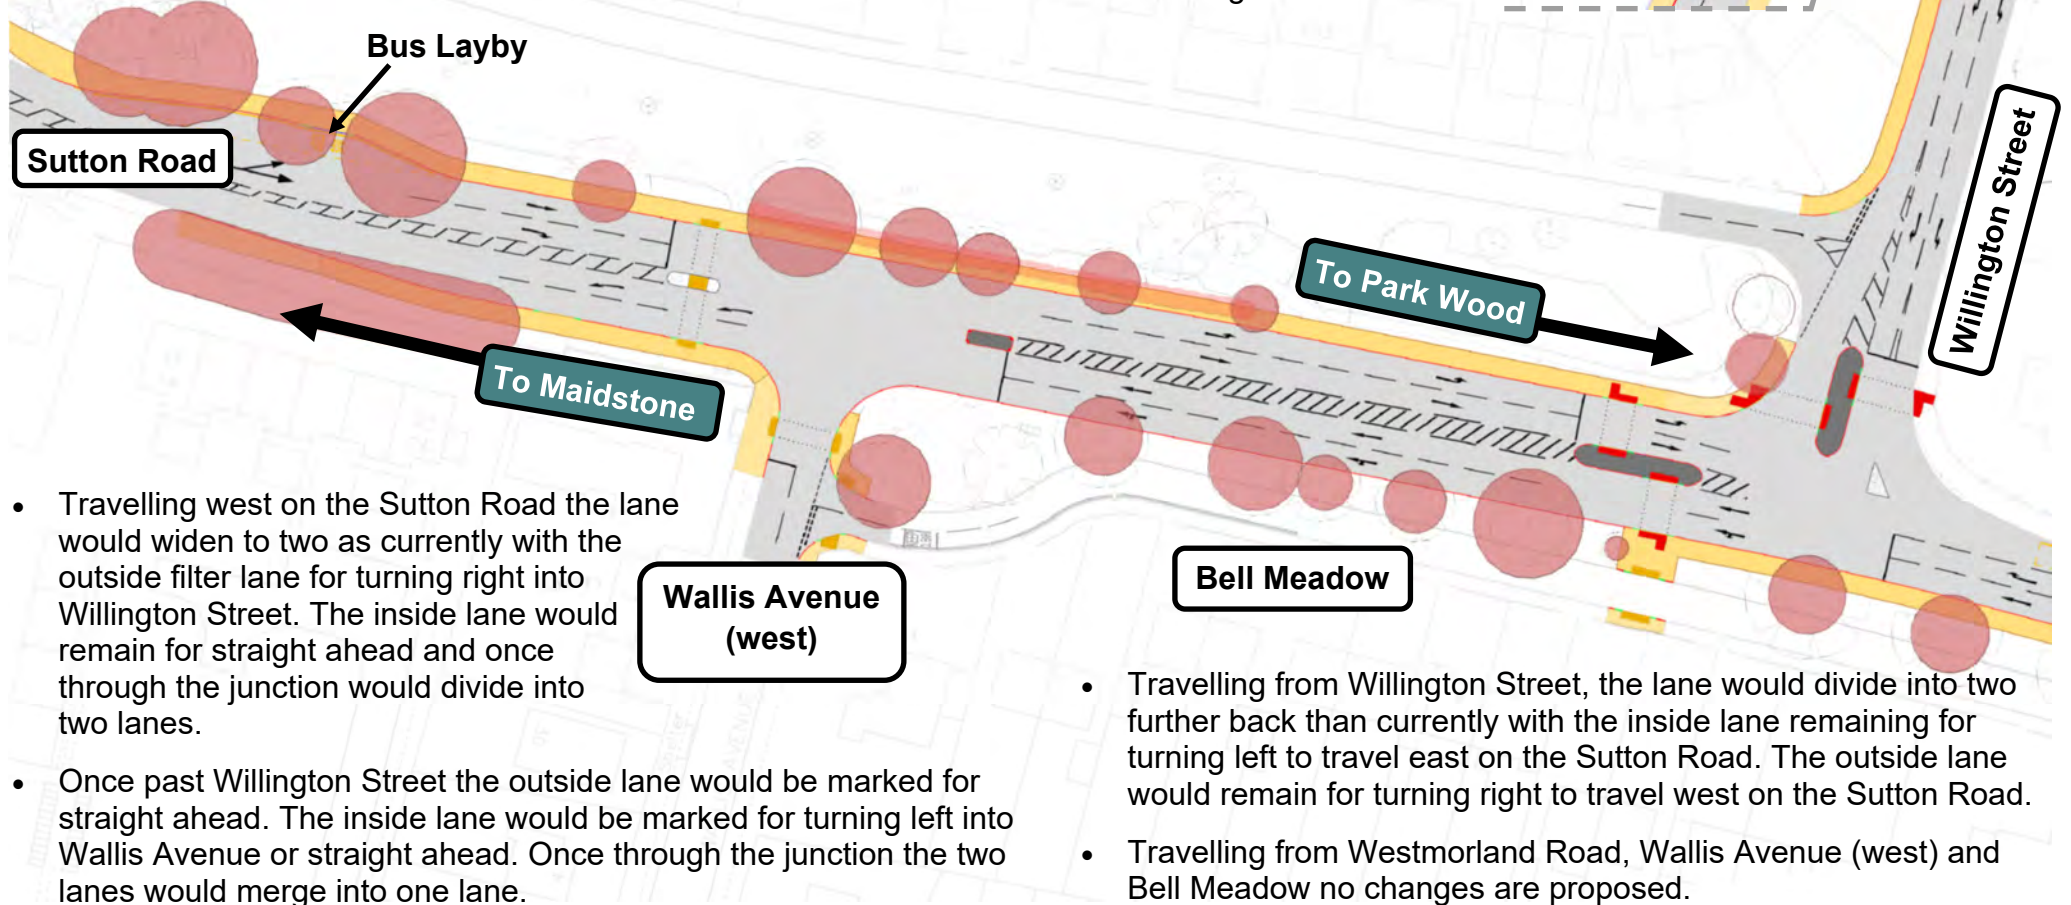 Bus Layby
Sutton Road
Willington Street
To Park Wood
To Maidstone
Wallis Avenue
(west)
Bell Meadow
• Travelling west on the Sutton Road the lane
would widen to two as currently with the
outside filter lane for turning right into
Willington Street. The inside lane would
remain for straight ahead and once
through the junction would divide into
two lanes.
• Once past Willington Street the outside lane would be marked for
straight ahead. The inside lane would be marked for turning left into
Wallis Avenue or straight ahead. Once through the junction the two
lanes would merge into one lane.
• Travelling from Willington Street, the lane would divide into two
further back than currently with the inside lane remaining for
turning left to travel east on the Sutton Road. The outside lane
would remain for turning right to travel west on the Sutton Road.
• Travelling from Westmorland Road, Wallis Avenue (west) and
Bell Meadow no changes are proposed.